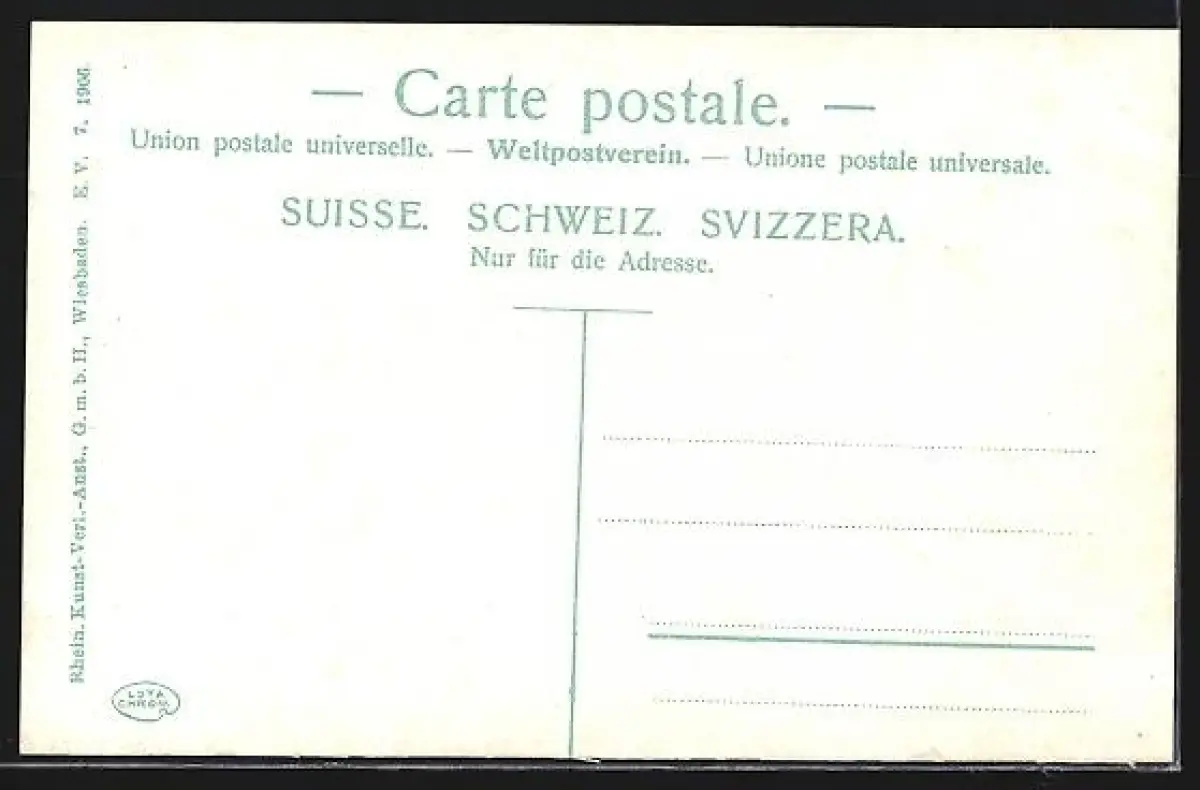 — Carte postale. —
Union postale universelle. — Weltpostverein. — Unione postale universale.
SUISSE. SCHWEIZ. SVIZZERA.
Nur für die Adresse.
Rhein. Kunst-Verl.-Anst., G. m. b. H., Wiesbaden. E. V. 7. 1906.
CHROM